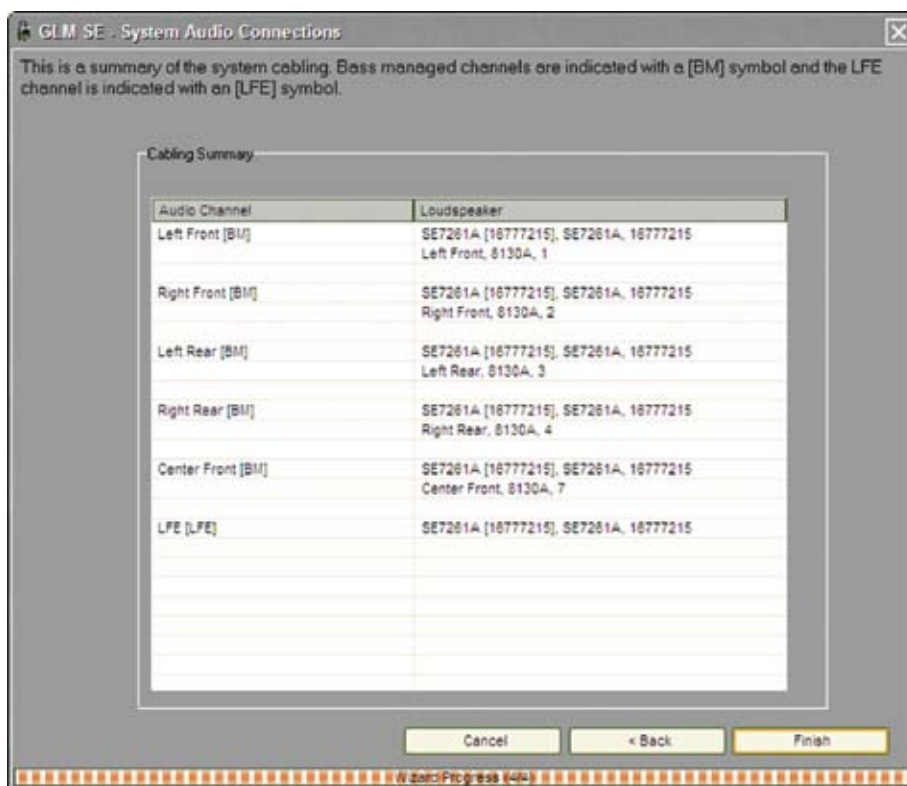 GLM SE - System Audio Connections
This is a summary of the system cabling. Bass managed channels are indicated with a [BM] symbol and the LFE
channel is indicated with an [LFE] symbol.
Cabling Summary
Audio Channel Loudspeaker
Left Front [BM] SE7261A [16777215], SE7261A, 16777215
Left Front, 8130A, 1
Right Front [BM] SE7261A [16777215], SE7261A, 16777215
Right Front, 8130A, 2
Left Rear [BM] SE7261A [16777215], SE7261A, 16777215
Left Rear, 8130A, 3
Right Rear [BM] SE7261A [16777215], SE7261A, 16777215
Right Rear, 8130A, 4
Center Front [BM] SE7261A [16777215], SE7261A, 16777215
Center Front, 8130A, 7
LFE [LFE] SE7261A [16777215], SE7261A, 16777215
Cancel < Back Finish
Wizard Progress (4/4)